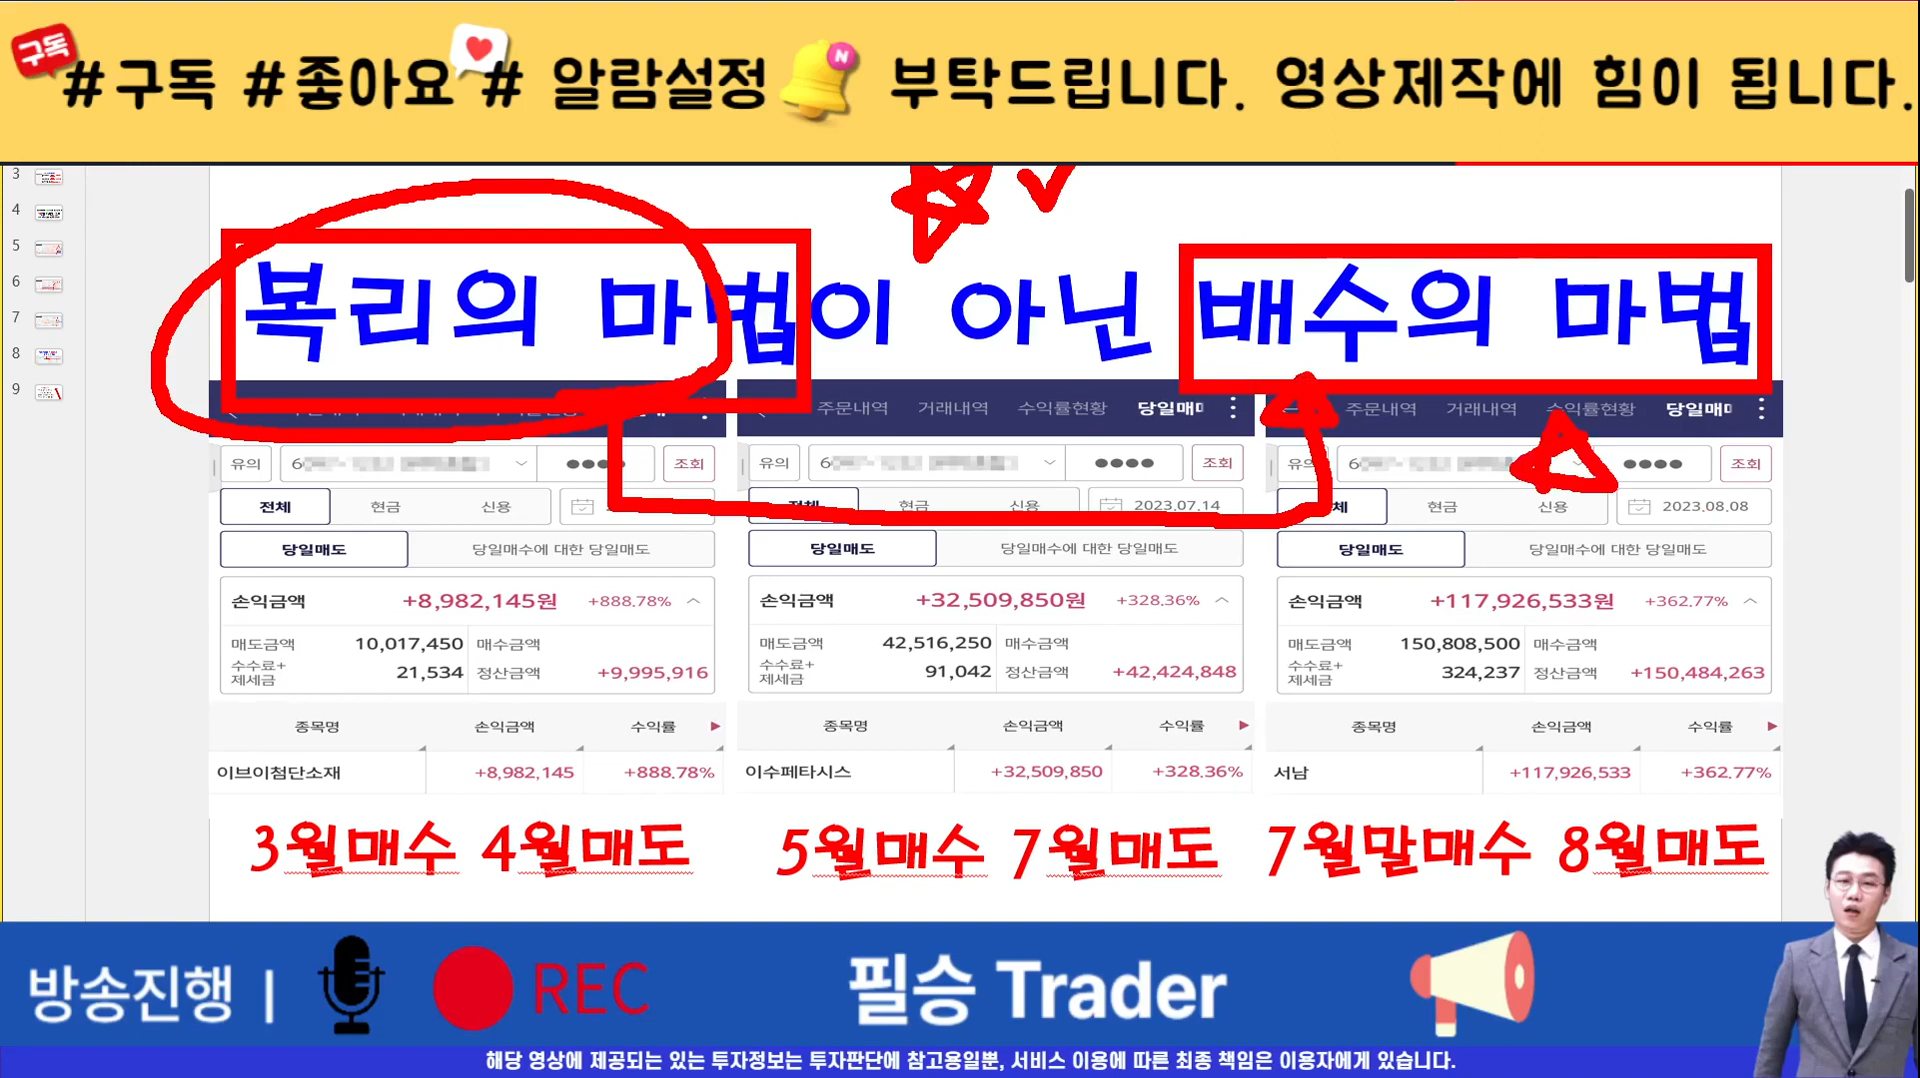 구독
#구독 #좋아요 # 알람설정 N 부탁드립니다. 영상제작에 힘이 됩니다.
3
4
5
6
7
8
9
복리의 마법이 아닌 배수의 마법
주문내역 거래내역 수익률현황 당일매
주문내역 거래내역 수익률현황 당일매
유의 6 조회
유의 6 조회
유의 6 조회
전체 현금 신용
전체 현금 신용 2023.07.14
체 현금 신용 2023.08.08
당일매도 당일매수에 대한 당일매도
당일매도 당일매수에 대한 당일매도
당일매도 당일매수에 대한 당일매도
손익금액 +8,982,145원 +888.78%
매도금액 10,017,450 매수금액
수수료+
제세금 21,534 정산금액 +9,995,916
종목명 손익금액 수익률
이브이첨단소재 +8,982,145 +888.78%
손익금액 +32,509,850원 +328.36%
매도금액 42,516,250 매수금액
수수료+
제세금 91,042 정산금액 +42,424,848
종목명 손익금액 수익률
이수페타시스 +32,509,850 +328.36%
손익금액 +117,926,533원 +362.77%
매도금액 150,808,500 매수금액
수수료+
제세금 324,237 정산금액 +150,484,263
종목명 손익금액 수익률
서남 +117,926,533 +362.77%
3월매수 4월매도
5월매수 7월매도
7월말매수 8월매도
방송진행 | REC 필승 Trader
해당 영상에 제공되는 있는 투자정보는 투자판단에 참고용일뿐, 서비스 이용에 따른 최종 책임은 이용자에게 있습니다.